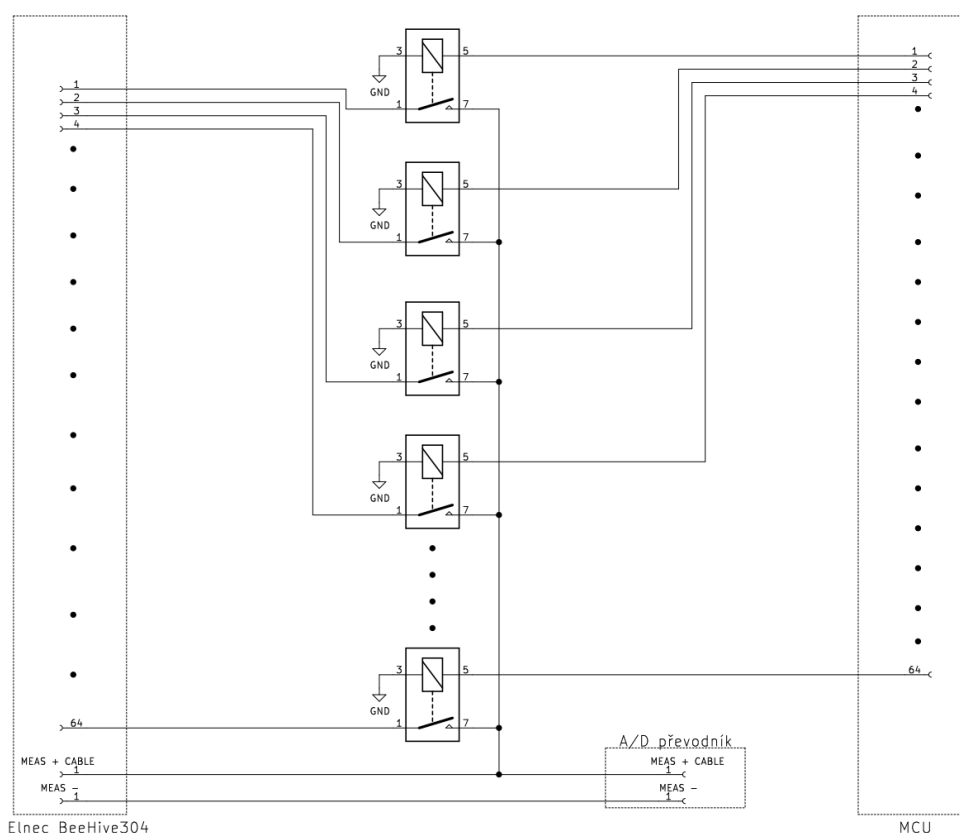 3 5 1
GND 2
1 3
2 1 7 4
3
4
3 5
GND
1 7
3 5
GND
1 7
3 5
GND
1 7
3 5 64
GND
64 1 7
A/D převodník
MEAS + CABLE MEAS + CABLE
1 1
MEAS - MEAS -
1 1
Elnec BeeHive304 MCU